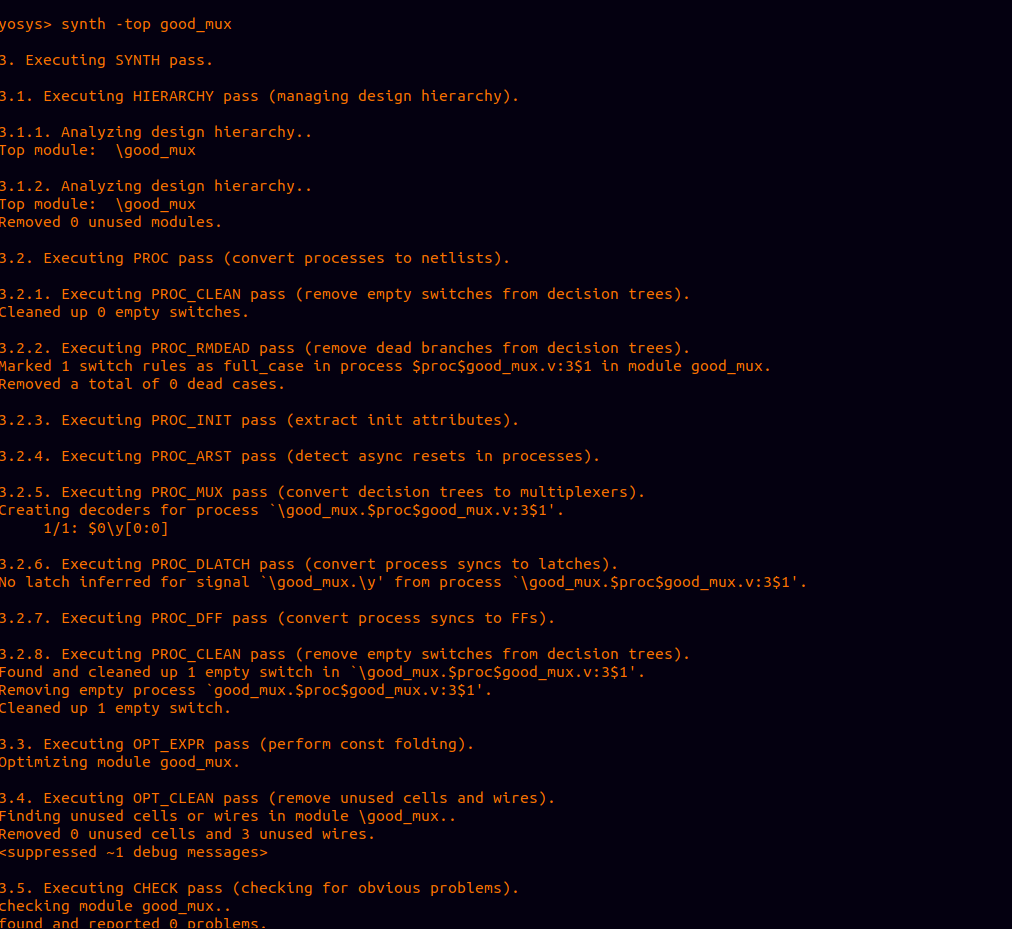 yosys> synth -top good_mux
3. Executing SYNTH pass.
3.1. Executing HIERARCHY pass (managing design hierarchy).
3.1.1. Analyzing design hierarchy..
Top module:  \good_mux
3.1.2. Analyzing design hierarchy..
Top module:  \good_mux
Removed 0 unused modules.
3.2. Executing PROC pass (convert processes to netlists).
3.2.1. Executing PROC_CLEAN pass (remove empty switches from decision trees).
Cleaned up 0 empty switches.
3.2.2. Executing PROC_RMDEAD pass (remove dead branches from decision trees).
Marked 1 switch rules as full_case in process $proc$good_mux.v:3$1 in module good_mux.
Removed a total of 0 dead cases.
3.2.3. Executing PROC_INIT pass (extract init attributes).
3.2.4. Executing PROC_ARST pass (detect async resets in processes).
3.2.5. Executing PROC_MUX pass (convert decision trees to multiplexers).
Creating decoders for process `\good_mux.$proc$good_mux.v:3$1'.
     1/1: $0\y[0:0]
3.2.6. Executing PROC_DLATCH pass (convert process syncs to latches).
No latch inferred for signal `\good_mux.\y' from process `\good_mux.$proc$good_mux.v:3$1'.
3.2.7. Executing PROC_DFF pass (convert process syncs to FFs).
3.2.8. Executing PROC_CLEAN pass (remove empty switches from decision trees).
Found and cleaned up 1 empty switch in `\good_mux.$proc$good_mux.v:3$1'.
Removing empty process `good_mux.$proc$good_mux.v:3$1'.
Cleaned up 1 empty switch.
3.3. Executing OPT_EXPR pass (perform const folding).
Optimizing module good_mux.
3.4. Executing OPT_CLEAN pass (remove unused cells and wires).
Finding unused cells or wires in module \good_mux..
Removed 0 unused cells and 3 unused wires.
<suppressed ~1 debug messages>
3.5. Executing CHECK pass (checking for obvious problems).
checking module good_mux..
found and reported 0 problems.